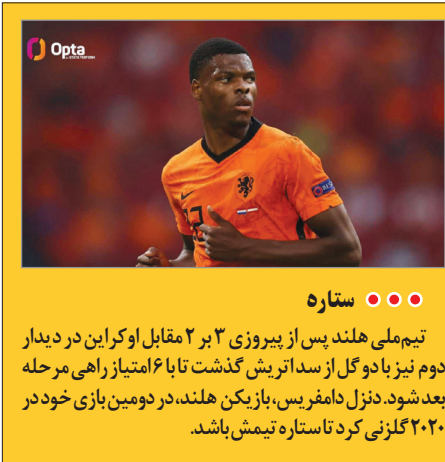 Opta
ستاره
تیم‌ملی هلند پس از پیروزی ۳ بر ۲ مقابل اوکراین در دیدار
دوم نیز با دو گل از سد اتریش گذشت تا با ۶ امتیاز راهی مرحله
بعد شود. دنزل دامفریس، بازیکن هلند، در دومین بازی خود در
۲۰۲۰ گلزنی کرد تا ستاره تیمش باشد.